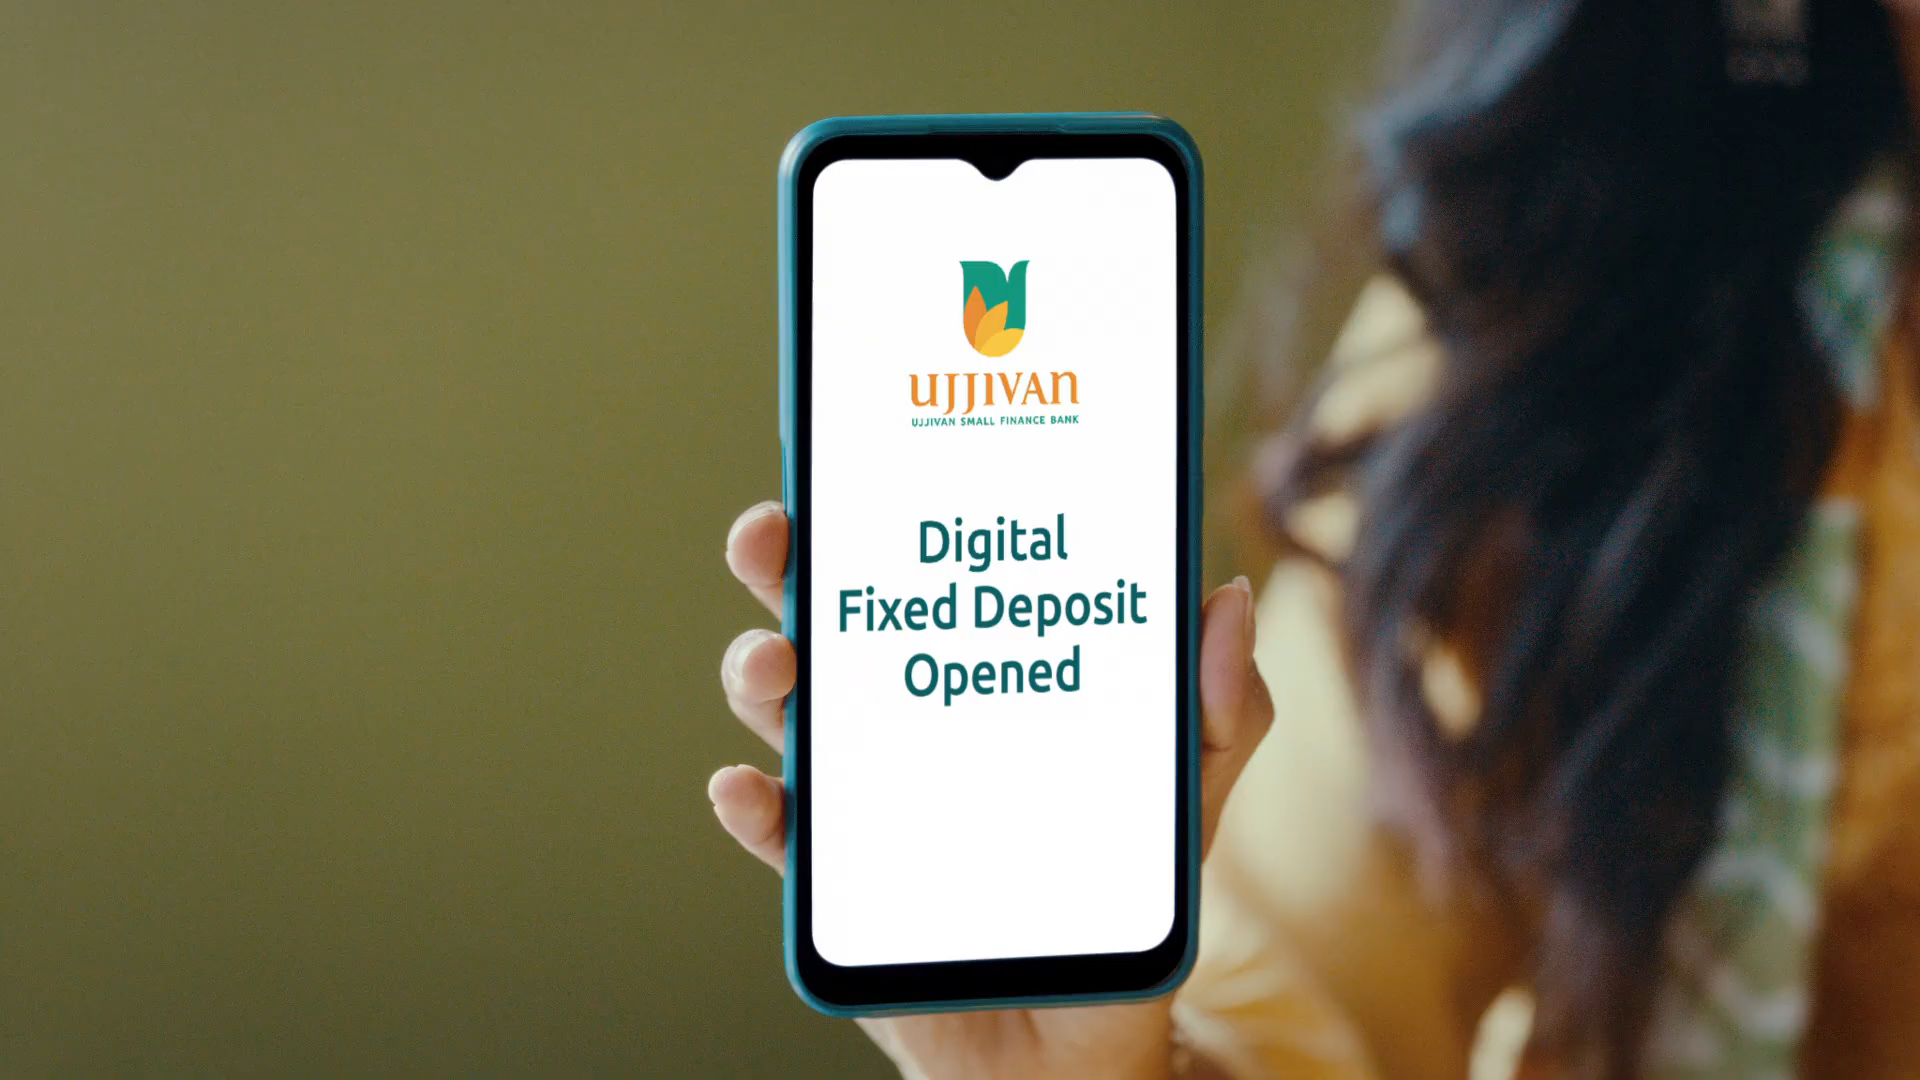 UJJIVAN
UJJIVAN SMALL FINANCE BANK
Digital
Fixed Deposit
Opened